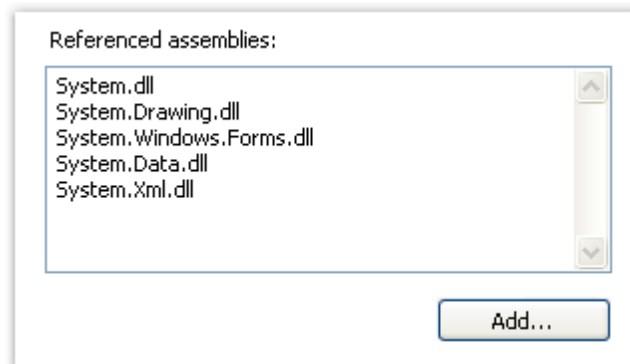 Referenced assemblies:
System.dll
System.Drawing.dll
System.Windows.Forms.dll
System.Data.dll
System.Xml.dll
Add...